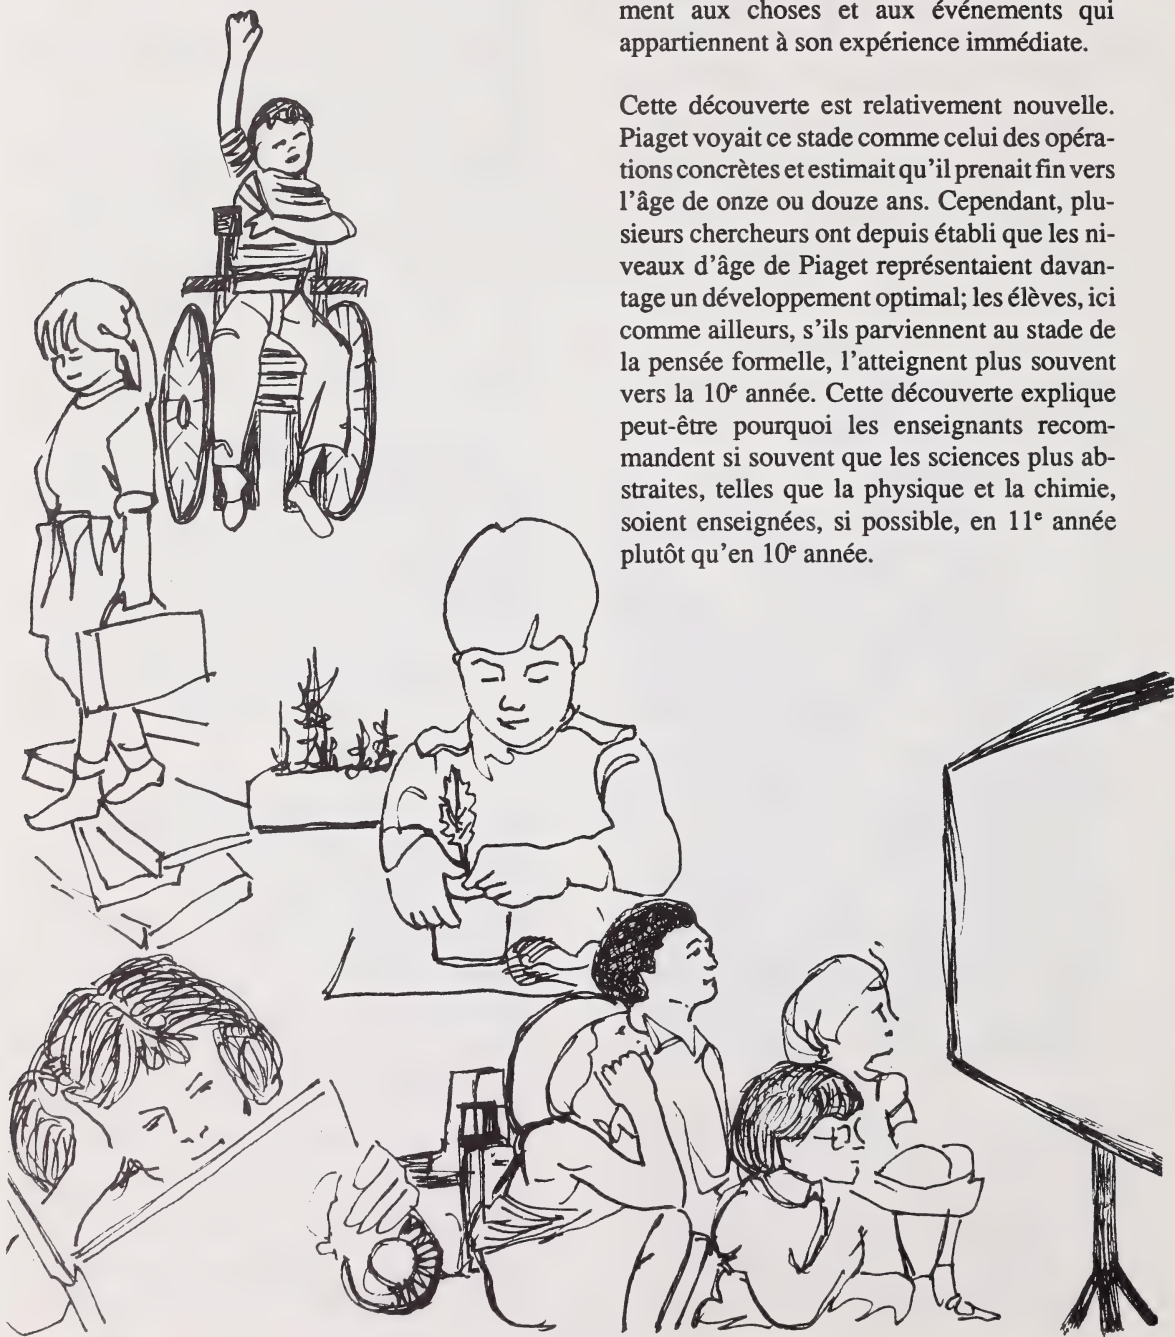 ment aux choses et aux événements qui
appartiennent à son expérience immédiate.
Cette découverte est relativement nouvelle.
Piaget voyait ce stade comme celui des opéra-
tions concrètes et estimait qu'il prenait fin vers
l'âge de onze ou douze ans. Cependant, plu-
sieurs chercheurs ont depuis établi que les ni-
veaux d'âge de Piaget représentaient davan-
tage un développement optimal; les élèves, ici
comme ailleurs, s'ils parviennent au stade de
la pensée formelle, l'atteignent plus souvent
vers la 10e année. Cette découverte explique
peut-être pourquoi les enseignants recom-
mandent si souvent que les sciences plus ab-
straites, telles que la physique et la chimie,
soient enseignées, si possible, en 11e année
plutôt qu'en 10e année.